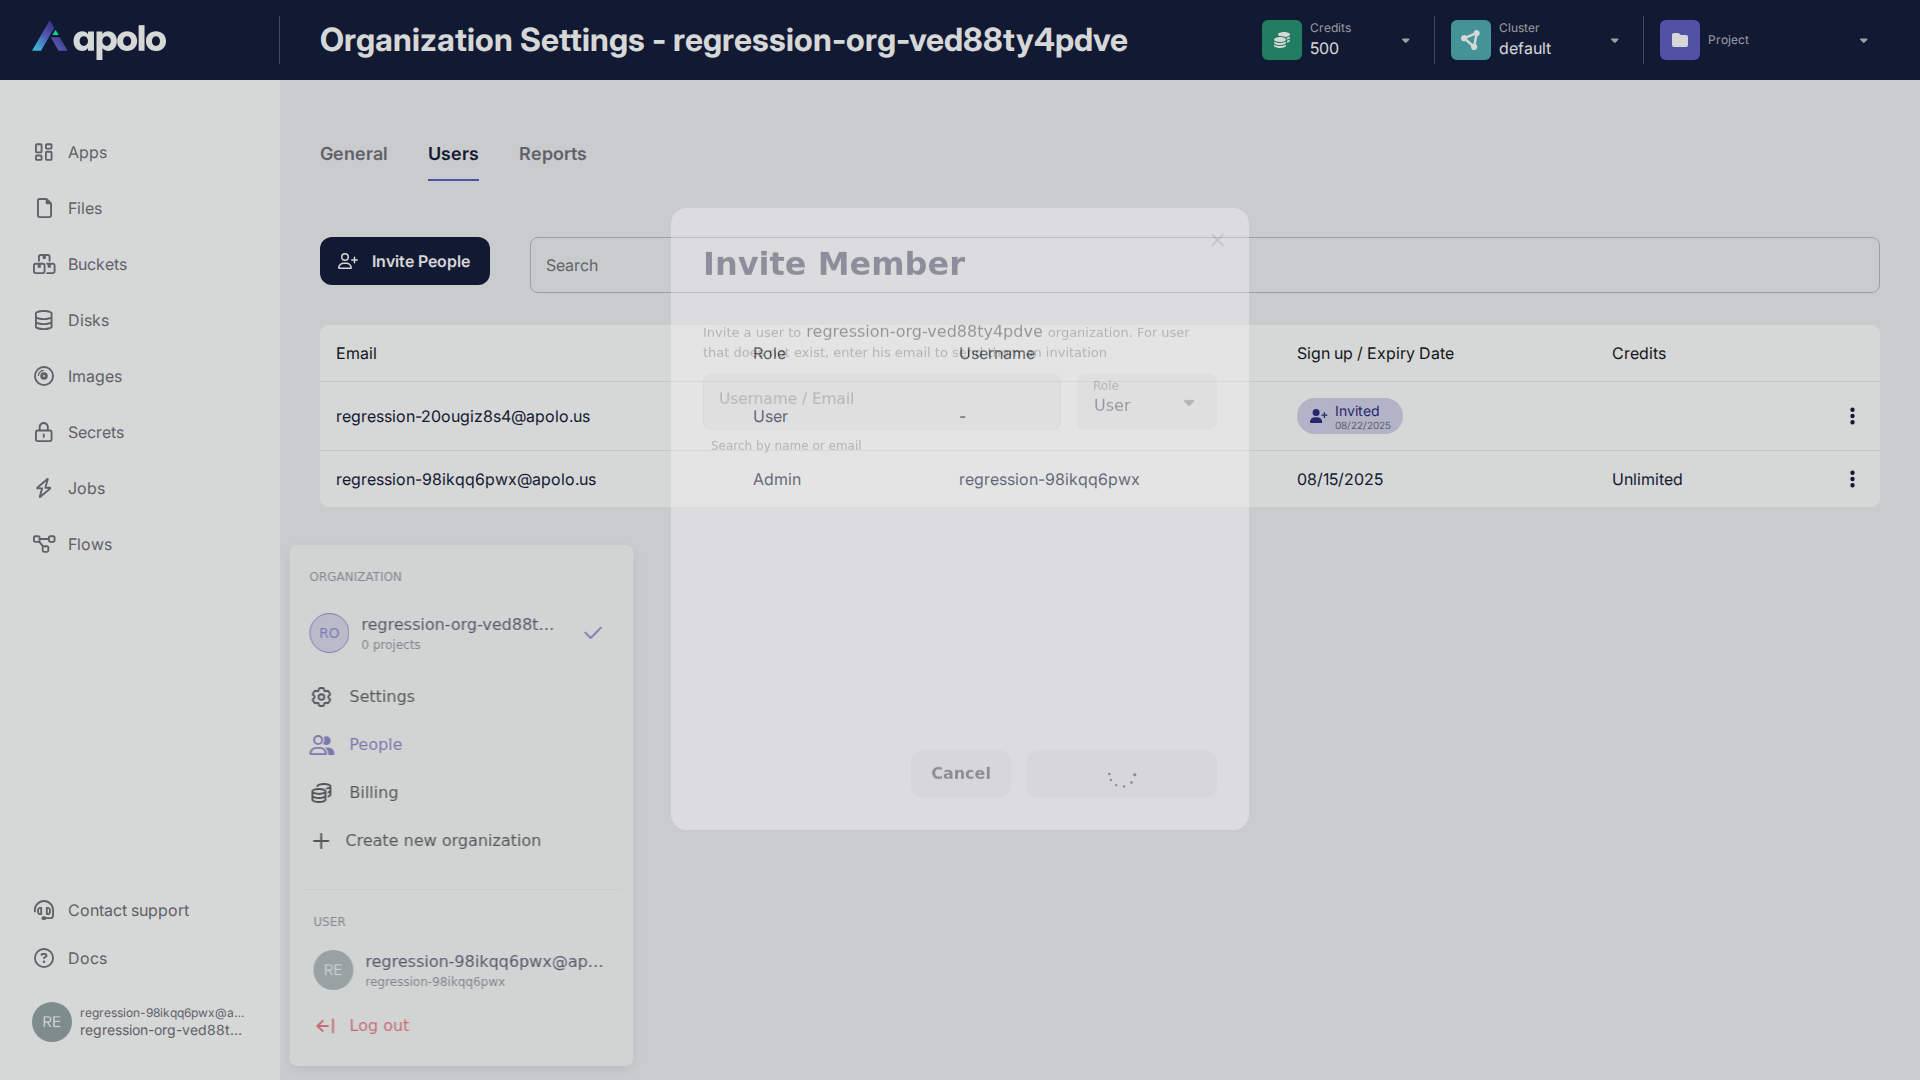 apolo
Organization Settings - regression-org-ved88ty4pdve
Credits
500
Cluster
default
Project
Apps
Files
Buckets
Disks
Images
Secrets
Jobs
Flows
Contact support
Docs
RE
regression-98ikqq6pwx@a...
regression-org-ved88t...
General
Users
Reports
Invite People
Search
Email
Role
Username
Sign up / Expiry Date
Credits
regression-20ougiz8s4@apolo.us
User
-
Invited
08/22/2025
regression-98ikqq6pwx@apolo.us
Admin
regression-98ikqq6pwx
08/15/2025
Unlimited
Invite Member
Invite a user to regression-org-ved88ty4pdve organization. For user
that does not exist, enter his email to send them an invitation
Username / Email
Role
User
Search by name or email
Cancel
ORGANIZATION
RO
regression-org-ved88t...
0 projects
Settings
People
Billing
Create new organization
USER
RE
regression-98ikqq6pwx@ap...
regression-98ikqq6pwx
Log out